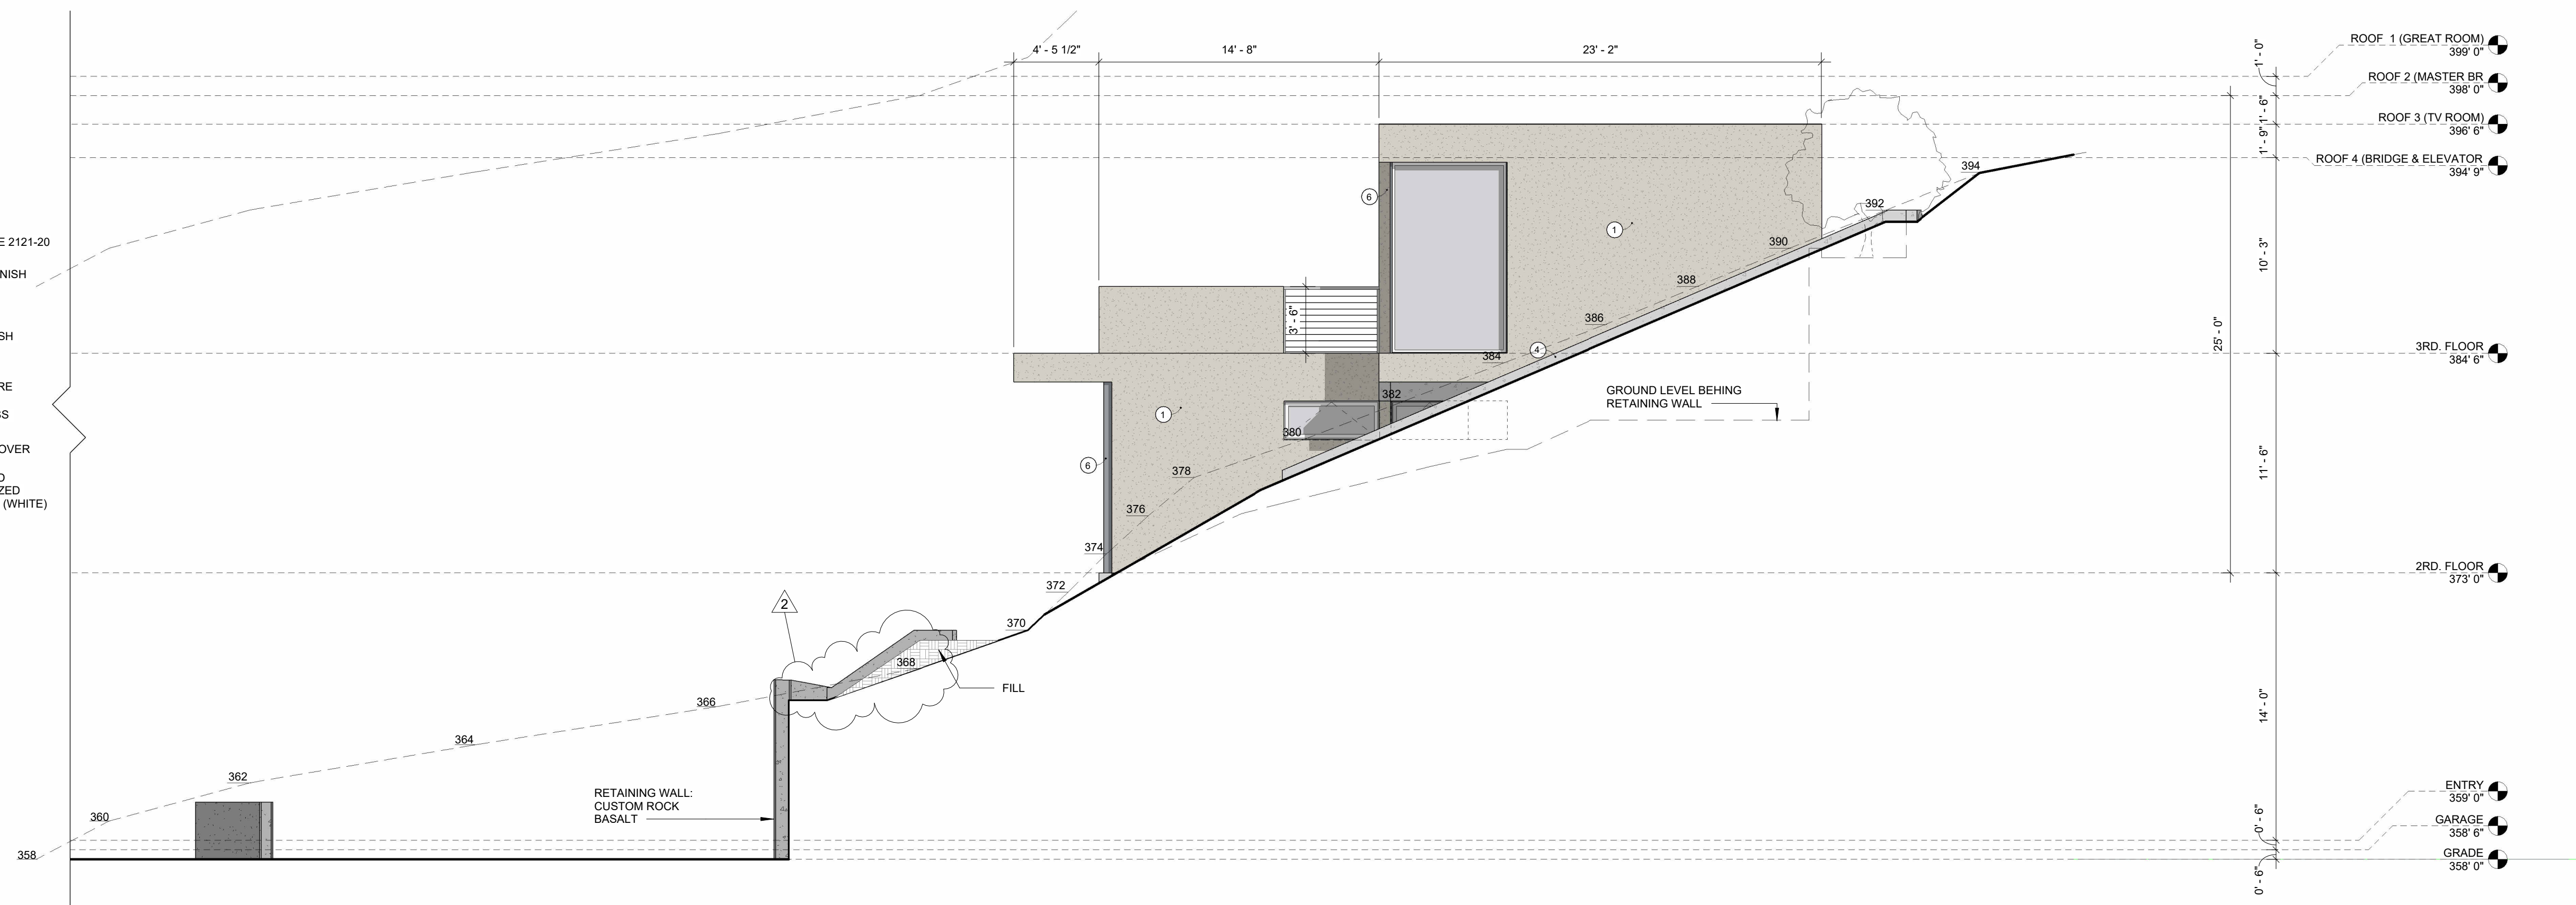 4' - 5 1/2"
14' - 8"
23' - 2"
ROOF 1 (GREAT ROOM)
399' 0"
1' - 0"
ROOF 2 (MASTER BR
398' 0"
1' - 6"
ROOF 3 (TV ROOM)
396' 6"
1' - 9"
ROOF 4 (BRIDGE & ELEVATOR
394' 9"
394
6
392
1
390
E 2121-20
10' - 3"
NISH
388
3' - 6"
386
SH
25' - 0"
4
384
3RD. FLOOR
384' 6"
RE
382
GROUND LEVEL BEHING
RETAINING WALL
SS
1
380
OVER
6
378
11' - 6"
D
ZED
(WHITE)
376
374
2RD. FLOOR
373' 0"
372
2
370
368
FILL
366
14' - 0"
364
362
RETAINING WALL:
CUSTOM ROCK
BASALT
ENTRY
359' 0"
360
0' - 6"
GARAGE
358' 6"
358
GRADE
358' 0"
0' - 6"